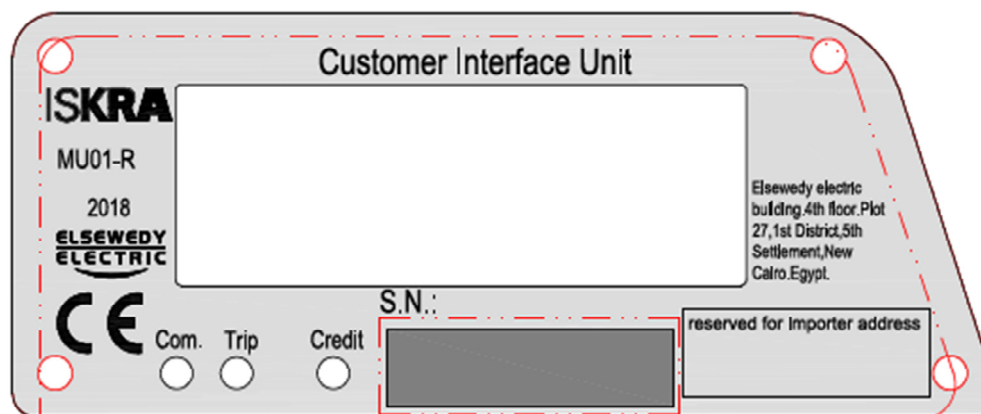 Customer Interface Unit
ISKRA
MU01-R
2018
ELSEWEDY
ELECTRIC
CE
Elsewedy electric
building.4th floor.Plot
27,1st District,5th
Settlement,New
Cairo.Egypt.
S.N.:
Com. Trip Credit
reserved for Importer address